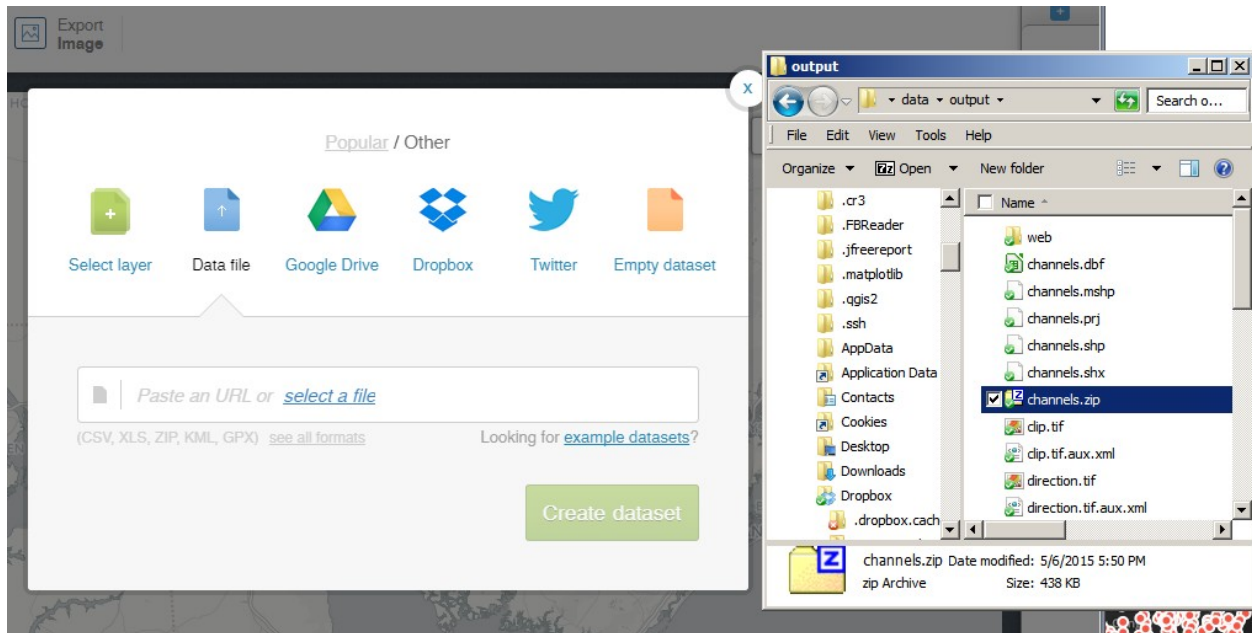 Export
Image
x
Popular / Other
Select layer
Data file
Google Drive
Dropbox
Twitter
Empty dataset
Paste an URL or select a file
(CSV, XLS, ZIP, KML, GPX) see all formats
Looking for example datasets?
Create dataset
output
data output
Search o...
File Edit View Tools Help
Organize Open New folder
.cr3
.FBReader
.jfreereport
.matplotlib
.qgis2
.ssh
AppData
Application Data
Contacts
Cookies
Desktop
Downloads
Dropbox
.dropbox.cach
Name
web
channels.dbf
channels.mshp
channels.prj
channels.shp
channels.shx
channels.zip
clip.tif
clip.tif.aux.xml
direction.tif
direction.tif.aux.xml
channels.zip Date modified: 5/6/2015 5:50 PM
zip Archive Size: 438 KB